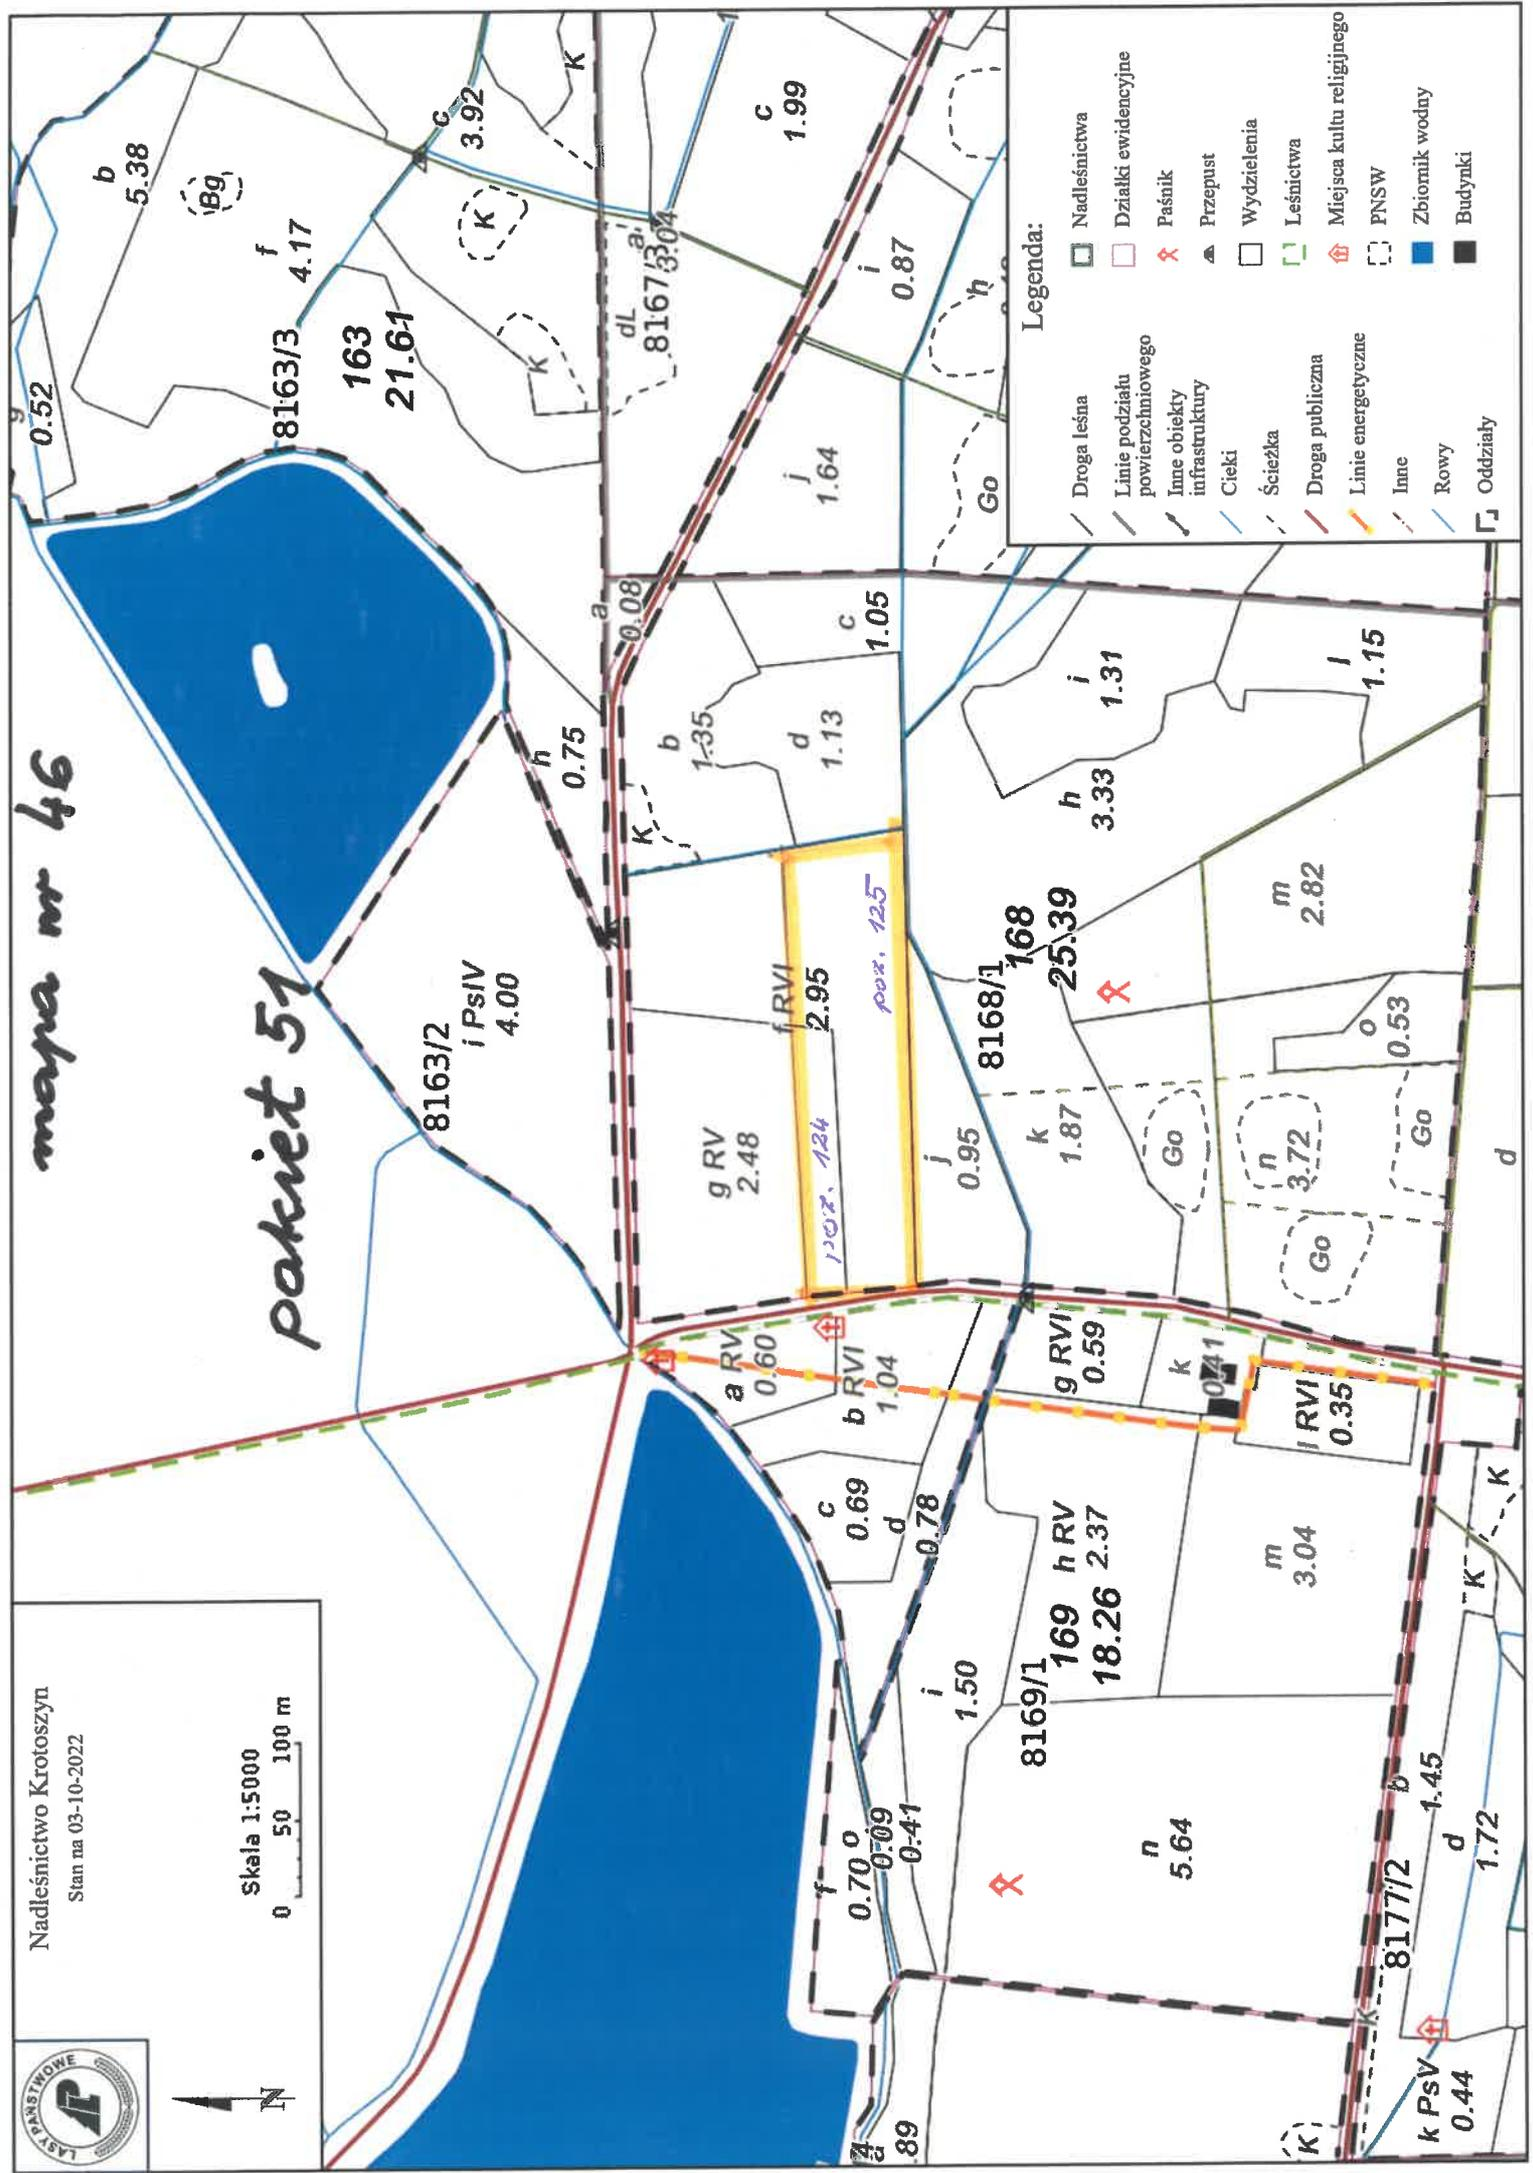 LASY PAŃSTWOWE
LP
N
Nadleśnictwo Krotoszyn
Stan na 03-10-2022
Skala 1:5000
0 50 100 m
mapa nr 46
pakiet 51
8163/2
i PsIV
4.00
h
0.75
g
0.52
b
5.38
Bg
f
4.17
8163/3
163
21.61
c
3.92
K
K
K
dL
8167/3
a
3.04
c
1.99
i
0.87
h
j
1.64
Go
a
0.08
b
1.35
K
d
1.13
c
1.05
g RV
2.48
f RVI
2.95
poz. 124
poz. 125
j
0.95
8168/1
168
25.39
k
1.87
h
3.33
i
1.31
l
1.15
m
2.82
o
0.53
Go
n
3.72
Go
Go
d
a RV
0.60
b RVI
1.04
c
0.69
d
0.78
g RVI
0.59
k
0.41
l RVI
0.35
i
1.50
8169/1
169
18.26
h RV
2.37
m
3.04
n
5.64
f
0.70
o
0.09
0.41
a
.89
8177/2
b
1.45
d
1.72
k PsV
0.44
K
K
K
K
Legenda:
Droga leśna
Linie podziału
powierzchniowego
Inne obiekty
infrastruktury
Cieki
Ścieżka
Droga publiczna
Linie energetyczne
Inne
Rowy
Oddziały
Nadleśnictwa
Działki ewidencyjne
Paśnik
Przepust
Wydzielenia
Leśnictwa
Miejsca kultu religijnego
PNSW
Zbiornik wodny
Budynki